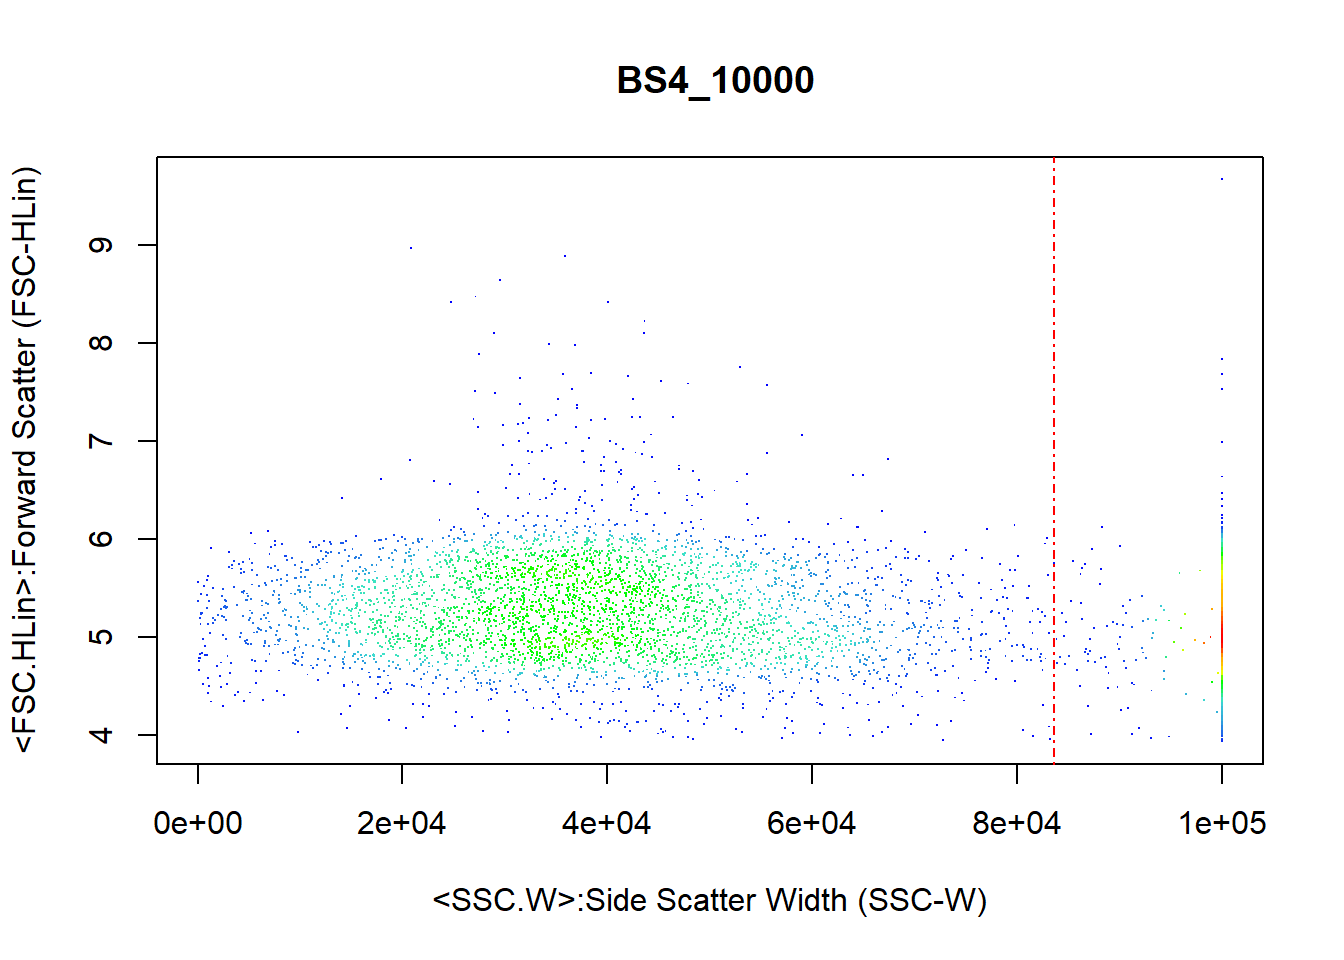 BS4_10000
<FSC.HLin>:Forward Scatter (FSC-HLin)
9
8
7
6
5
4
0e+00 2e+04 4e+04 6e+04 8e+04 1e+05
<SSC.W>:Side Scatter Width (SSC-W)